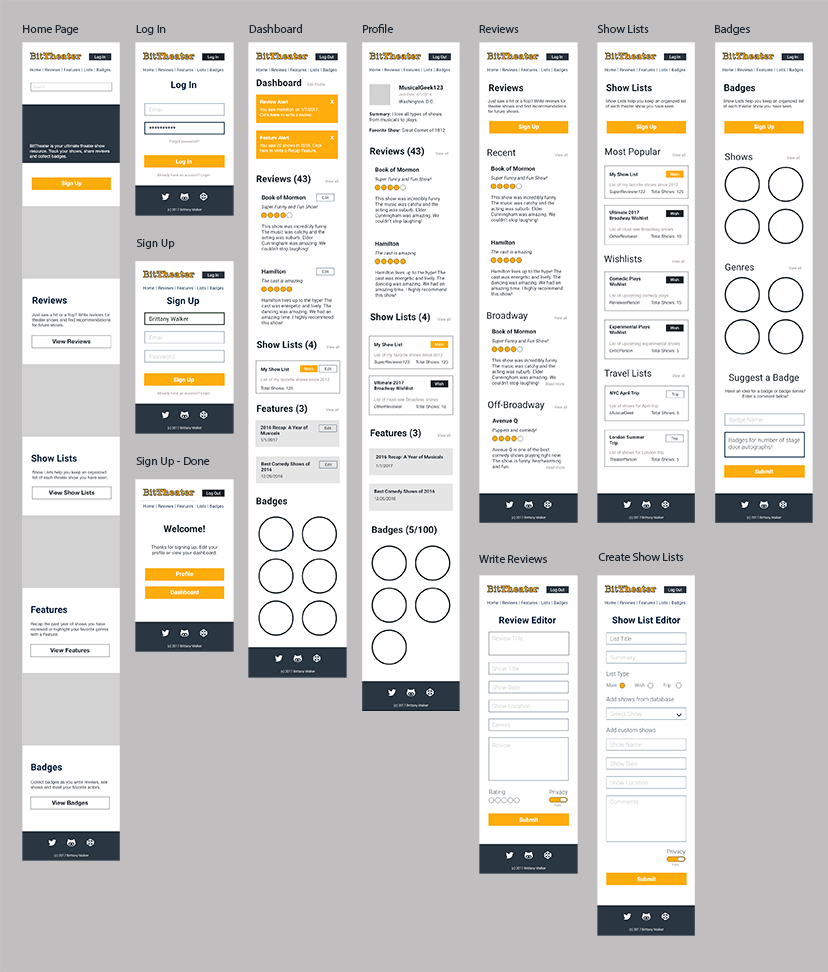 Home Page
BitTheater
Log In
Home | Reviews | Features | Lists | Badges
Search
BitTheater is your ultimate theater show
resource. Track your shows, share reviews
and collect badges.
Sign Up
Reviews
Just saw a hit or a flop? Write reviews for
theater shows and find recommendations
for future shows.
View Reviews
Show Lists
Show Lists help you keep an organized
list of each theater show you have seen.
View Show Lists
Features
Recap the past year of shows you have
reviewed or highlight your favorite genres
with a Feature.
View Features
Badges
Collect badges as you write reviews, see
shows and meet your favorite actors.
View Badges
(c) 2017 Brittany Walker
Log In
BitTheater
Log In
Home | Reviews | Features | Lists | Badges
Log In
Email
**********
Forgot password?
Log In
Already have an account? Login
(c) 2017 Brittany Walker
Sign Up
BitTheater
Log In
Home | Reviews | Features | Lists | Badges
Sign Up
Brittany Walker
Email
Password
Sign Up
Already have an account? Login
(c) 2017 Brittany Walker
Sign Up - Done
BitTheater
Log Out
Home | Reviews | Features | Lists | Badges
Welcome!
Thanks for signing up. Edit your
profile or view your dashboard.
Profile
Dashboard
(c) 2017 Brittany Walker
Dashboard
BitTheater
Log Out
Home | Reviews | Features | Lists | Badges
Dashboard Edit Profile
Review Alert X
You saw Hamilton on 1/1/2017.
Click here to write a review.
Feature Alert X
You saw 20 shows in 2016. Click
here to write a Recap Feature.
Reviews (43) View all
Book of Mormon Edit
Super Funny and Fun Show!
This show was incredibly funny.
The music was catchy and the
acting was suburb. Elder
Cunningham was amazing. We
couldn't stop laughing!
Hamilton Edit
The cast is amazing
Hamilton lives up to the hype! The
cast was energetic and lively. The
dancing was amazing. It had an
amazing time. I highly recommend
this show!
Show Lists (4) View all
My Show List Main Edit
List of my favorite shows since 2012
Total Shows: 125
Features (3) View all
2016 Recap: A Year of
Musicals
Edit
1/1/2017
Best Comedy Shows of
2016
Edit
12/26/2016
Badges
(c) 2017 Brittany Walker
Profile
BitTheater
Log Out
Home | Reviews | Features | Lists | Badges
MusicalGeek123
Washington, D.C.
Summary: I love all types of shows
from musicals to plays.
Favorite Show: Great Comet of 1812
Reviews (43) View all
Book of Mormon
Super Funny and Fun Show!
This show was incredibly funny.
The music was catchy and the
acting was suburb. Elder
Cunningham was amazing. We
couldn't stop laughing!
Hamilton
The cast is amazing
Hamilton lives up to the hype! The
cast was energetic and lively. The
dancing was amazing. I highly
recommend this show!
Show Lists (4) View all
My Show List Main
List of my favorite shows since 2012
SuperReviewer123 Total Shows: 125
Ultimate 2017
Broadway Wishlist
Wish
List of must-see Broadway shows
OtherReviewer Total Shows: 10
Features (3) View all
2016 Recap: A Year of Musicals
1/1/2017
Best Comedy Shows of 2016
12/26/2016
Badges (5/100)
(c) 2017 Brittany Walker
Reviews
BitTheater
Log In
Home | Reviews | Features | Lists | Badges
Reviews
Just saw a hit or a flop? Write reviews for
theater shows and find recommendations
for future shows.
Sign Up
Recent View all
Book of Mormon
Super Funny and Fun Show!
This show was incredibly funny.
The music was catchy and the
acting was suburb. Elder
Cunningham was amazing. We
couldn't stop laughing!
Hamilton
The cast is amazing
Hamilton lives up to the hype! The
cast was energetic and lively. The
dancing was amazing. I highly
recommend this show!
Broadway View all
Book of Mormon
Super Funny and Fun Show!
This show was incredibly funny.
The music was catchy and the
acting was suburb. Elder
Cunningham was amazing. We
couldn't stop laughing! Read more
Off-Broadway View all
Avenue Q
Puppets and comedy!
Avenue Q is one of the best
comedy shows playing right now.
The show is funny, heartwarming
and fun. Read more
(c) 2017 Brittany Walker
Write Reviews
BitTheater
Log Out
Home | Reviews | Features | Lists | Badges
Review Editor
Review Title
Show Title
Show Date
Show Location
Genres
Review
Rating Privacy
Submit
(c) 2017 Brittany Walker
Show Lists
BitTheater
Log In
Home | Reviews | Features | Lists | Badges
Show Lists
Show Lists help you keep an organized list
of each theater show you have seen.
Sign Up
Most Popular View all
My Show List Main
List of my favorite shows since 2012
SuperReviewer123 Total Shows: 125
Ultimate 2017
Broadway Wishlist
Wish
List of must-see Broadway shows
OtherReviewer Total Shows: 10
Wishlists View all
Comedic Plays
Wishlist
Wish
List of upcoming comedy plays
Total Shows: 15
Experimental Plays
Wishlist
Wish
List of upcoming experimental shows
CriticPerson Total Shows: 5
Travel Lists View all
NYC April Trip Trip
List of shows for April trip.
MusicalGeek Total Shows: 6
London Summer
Trip
Trip
TheaterPerson Total Shows: 5
(c) 2017 Brittany Walker
Create Show Lists
BitTheater
Log Out
Home | Reviews | Features | Lists | Badges
Show List Editor
List Title
Summary
List Type
Main Wish Trip
Add shows from database
Select Show
Add custom shows
Show Name
Show Date
Show Location
Comments
Privacy
Submit
(c) 2017 Brittany Walker
Badges
BitTheater
Log In
Home | Reviews | Features | Lists | Badges
Badges
Show Lists help you keep an organized list
of each theater show you have seen.
Sign Up
Shows View all
Genres View all
Suggest a Badge
Have an idea for a badge or badge series?
Enter a comment below!
Badge Name
Badges for number of stage
door autographs!
Submit
(c) 2017 Brittany Walker